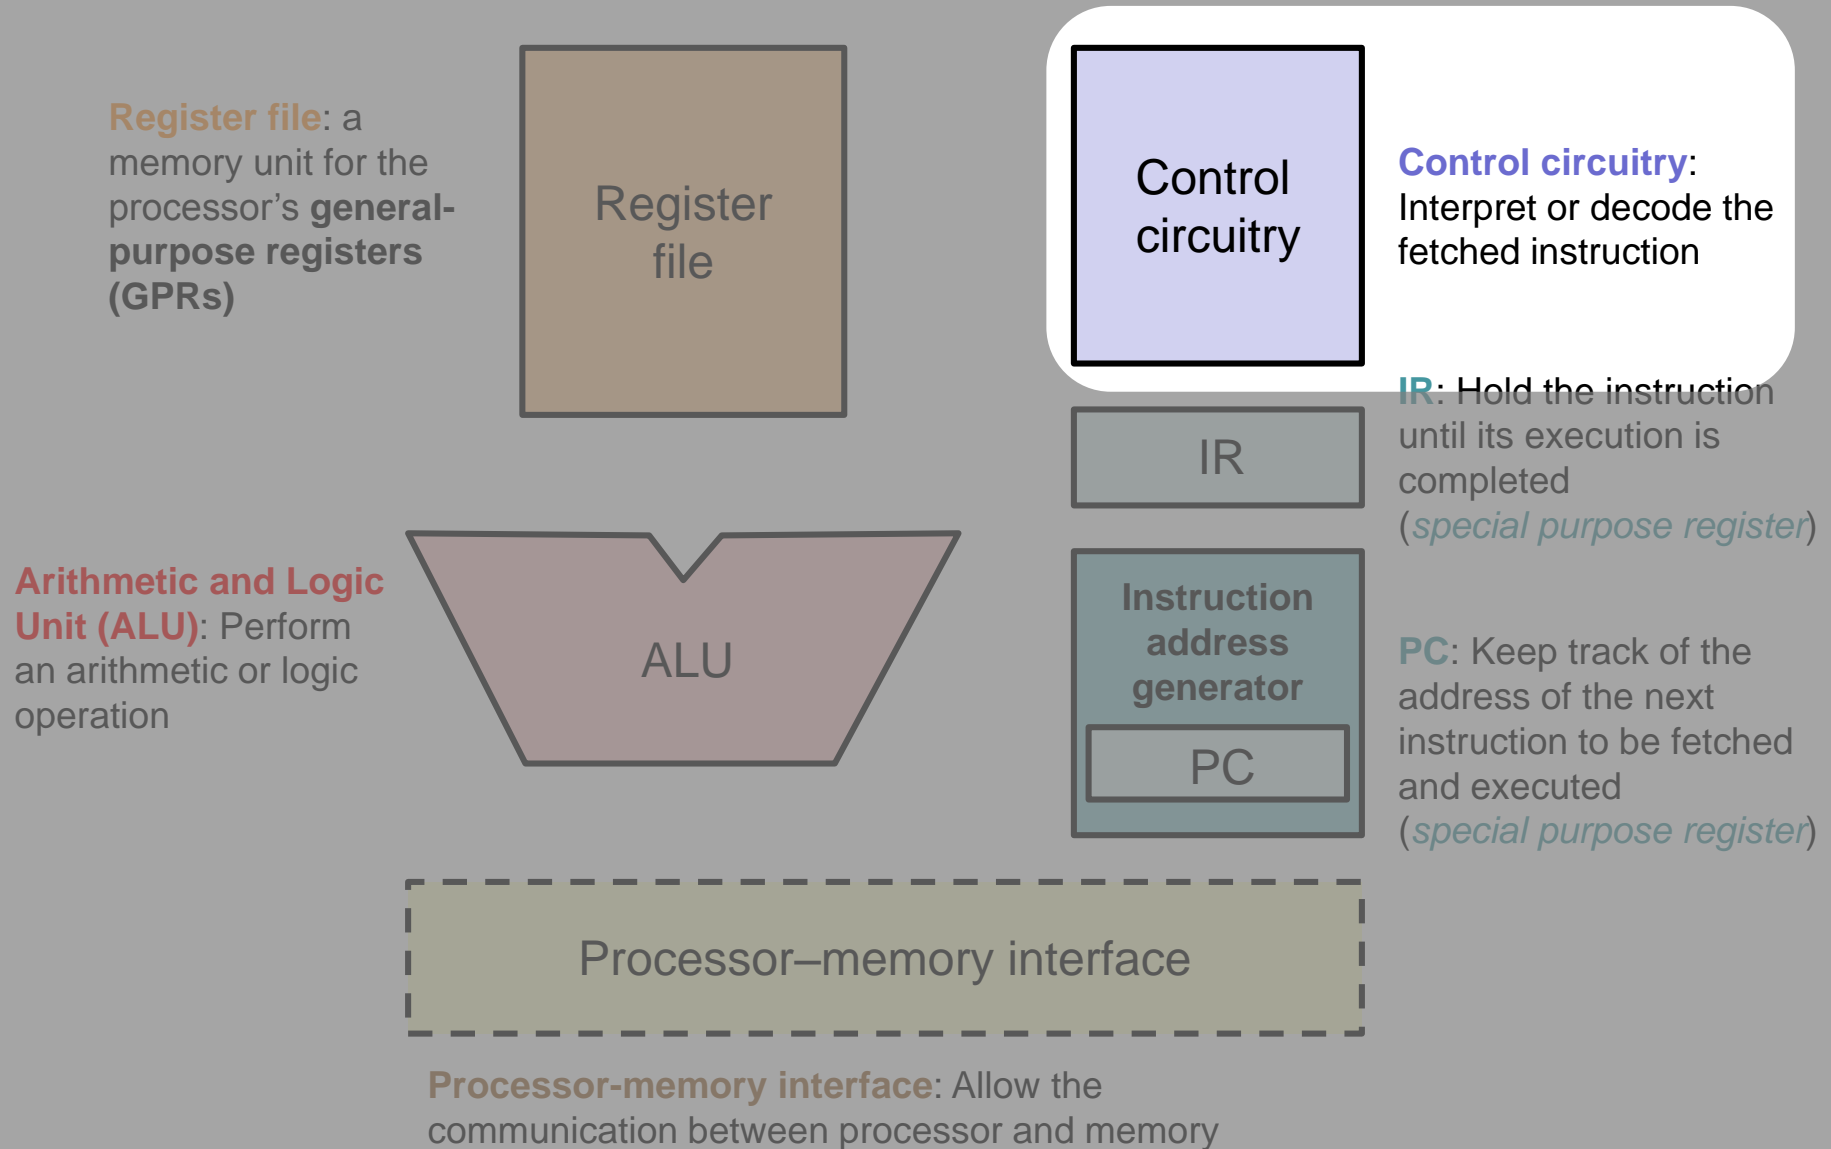 Register file: a
memory unit for the
processor’s general-
purpose registers
(GPRs)
Register
file
Control
circuitry
Control circuitry:
Interpret or decode the
fetched instruction
IR
IR: Hold the instruction
until its execution is
completed
(special purpose register)
Arithmetic and Logic
Unit (ALU): Perform
an arithmetic or logic
operation
ALU
Instruction
address
generator
PC
PC: Keep track of the
address of the next
instruction to be fetched
and executed
(special purpose register)
Processor–memory interface
Processor-memory interface: Allow the
communication between processor and memory